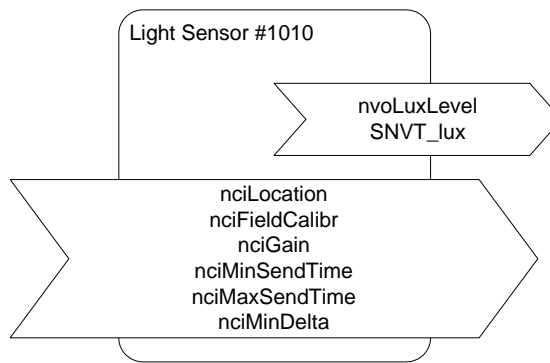 Light Sensor #1010
nvoLuxLevel
SNVT_lux
nciLocation
nciFieldCalibr
nciGain
nciMinSendTime
nciMaxSendTime
nciMinDelta